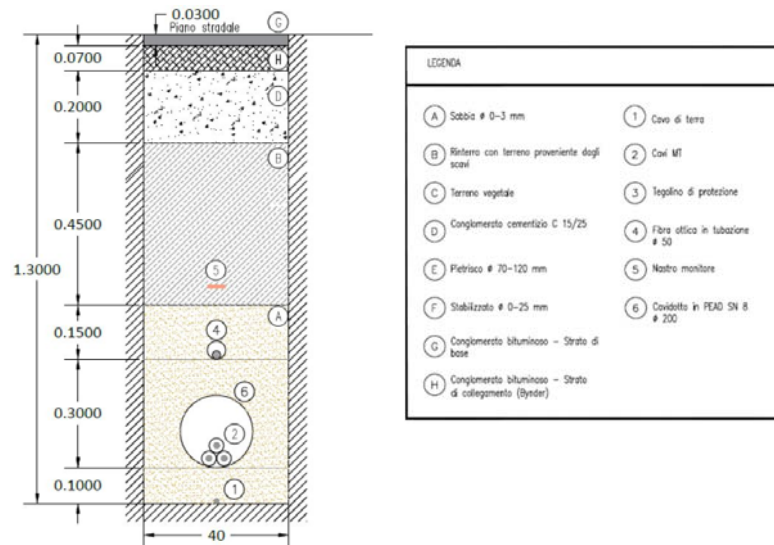 0.0300
Piano stradale
G
0.0700
H
0.2000
D
0.4500
B
5
1.3000
A
0.1500
4
0.3000
6
2
0.1000
1
40
LEGENDA
A Sabbia ø 0-3 mm
B Rinterro con terreno proveniente dagli
scavi
C Terreno vegetale
D Conglomerato cementizio C 15/25
E Pietrisco ø 70-120 mm
F Stabilizzato ø 0-25 mm
G Conglomerato bituminoso - Strato di
base
H Conglomerato bituminoso - Strato
di collegamento (Bynder)
1 Cavo di terra
2 Cavi MT
3 Tegolino di protezione
4 Fibra ottica in tubazione
ø 50
5 Nastro monitore
6 Cavidotto in PEAD SN 8
ø 200